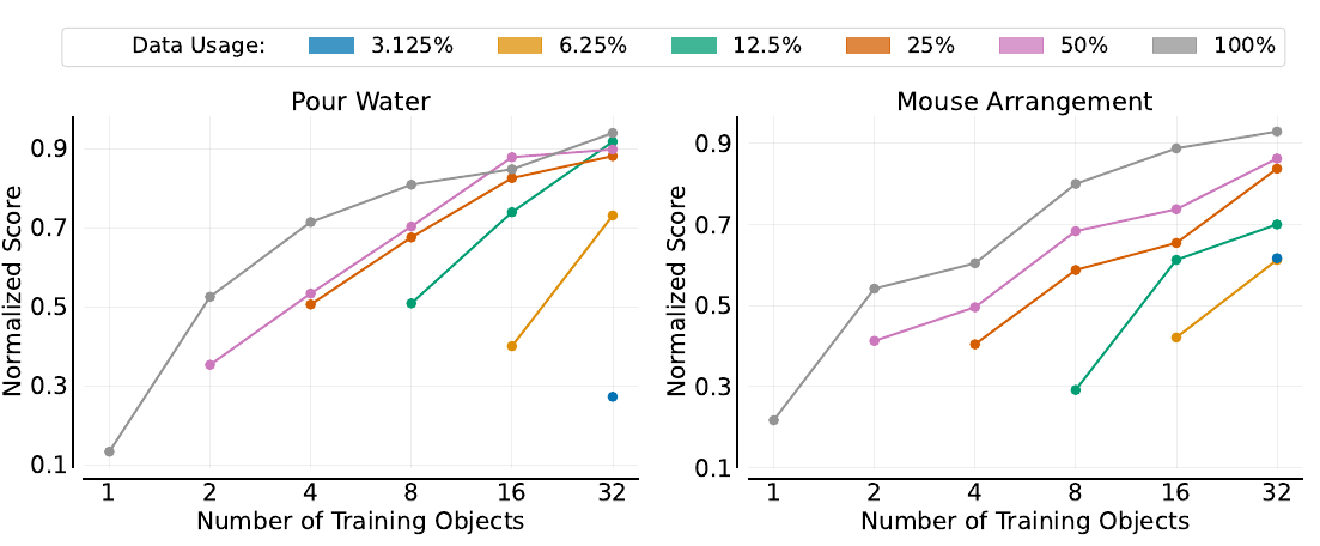 Data Usage: 3.125% 6.25% 12.5% 25% 50% 100%
Pour Water
Normalized Score
0.9
0.7
0.5
0.3
0.1
1 2 4 8 16 32
Number of Training Objects
Mouse Arrangement
Normalized Score
0.9
0.7
0.5
0.3
0.1
1 2 4 8 16 32
Number of Training Objects